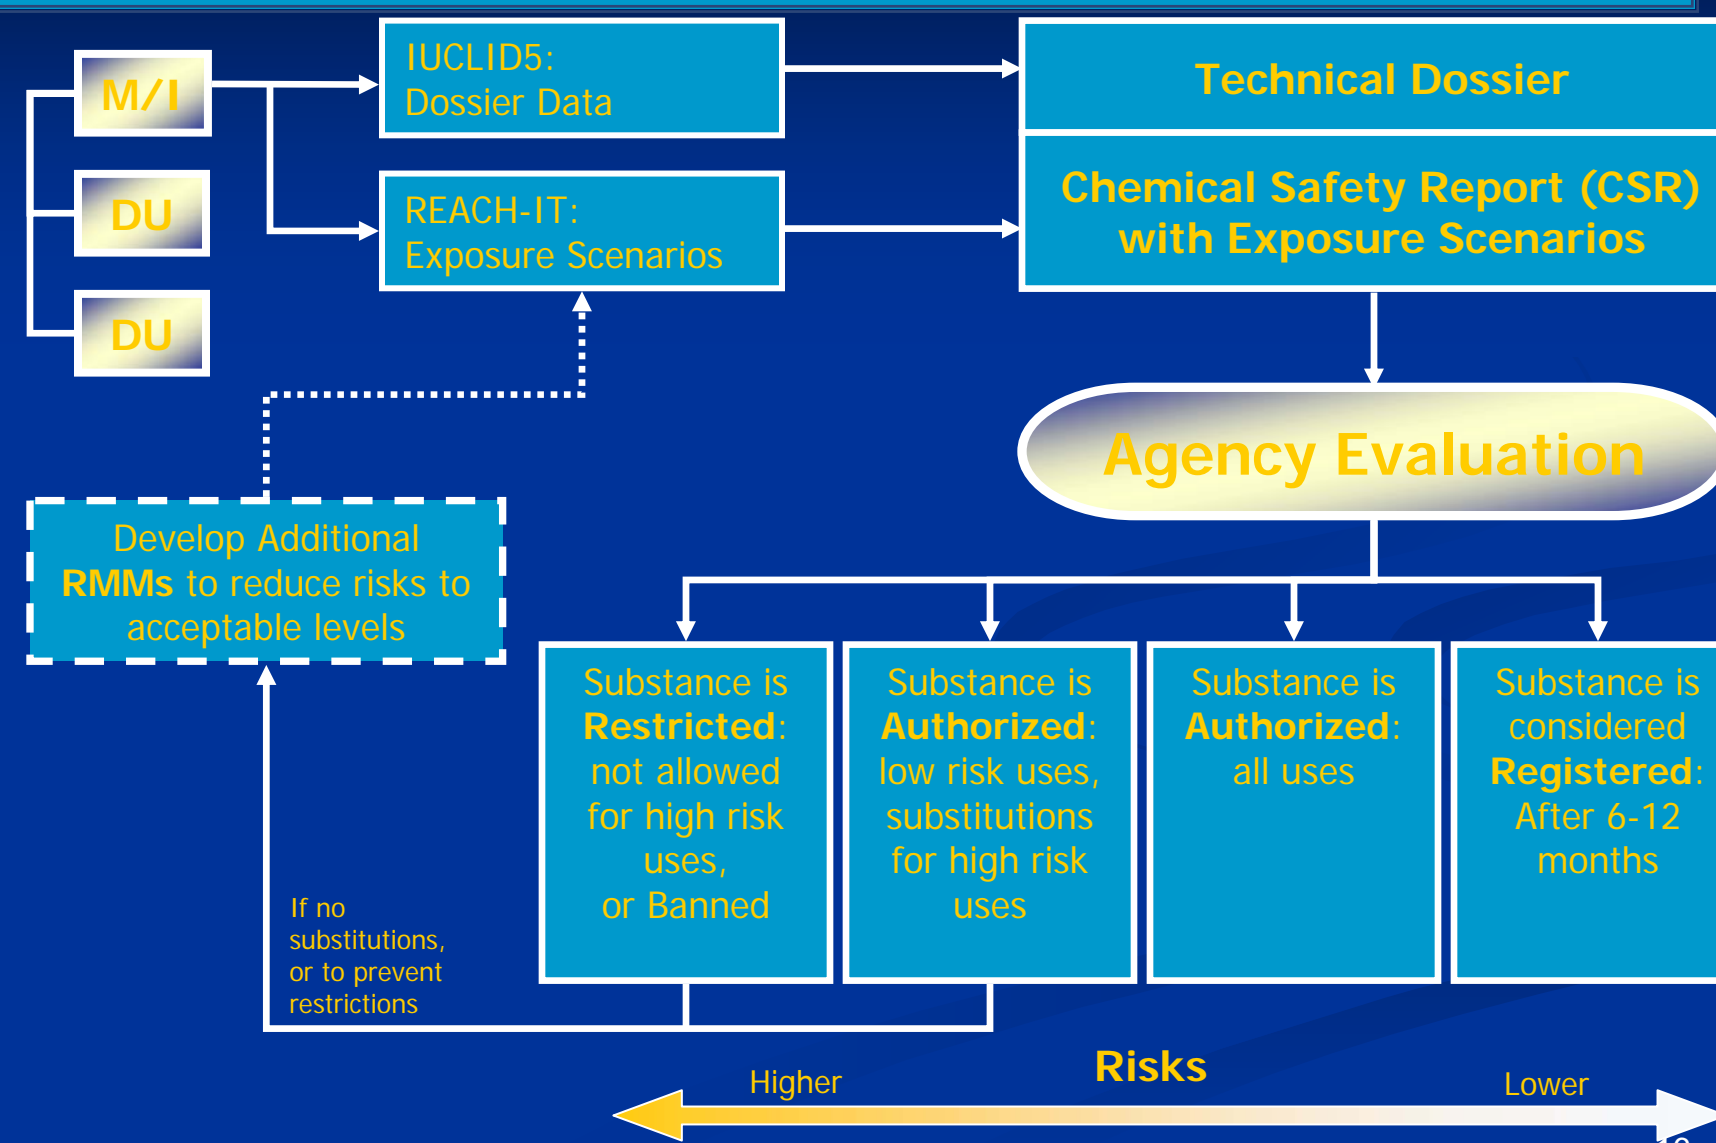 M/I
DU
DU
IUCLID5:
Dossier Data
REACH-IT:
Exposure Scenarios
Technical Dossier
Chemical Safety Report (CSR)
with Exposure Scenarios
Agency Evaluation
Develop Additional
RMMs to reduce risks to
acceptable levels
Substance is
Restricted:
not allowed
for high risk
uses,
or Banned
Substance is
Authorized:
low risk uses,
substitutions
for high risk
uses
Substance is
Authorized:
all uses
Substance is
considered
Registered:
After 6-12
months
If no
substitutions,
or to prevent
restrictions
Risks
Higher
Lower